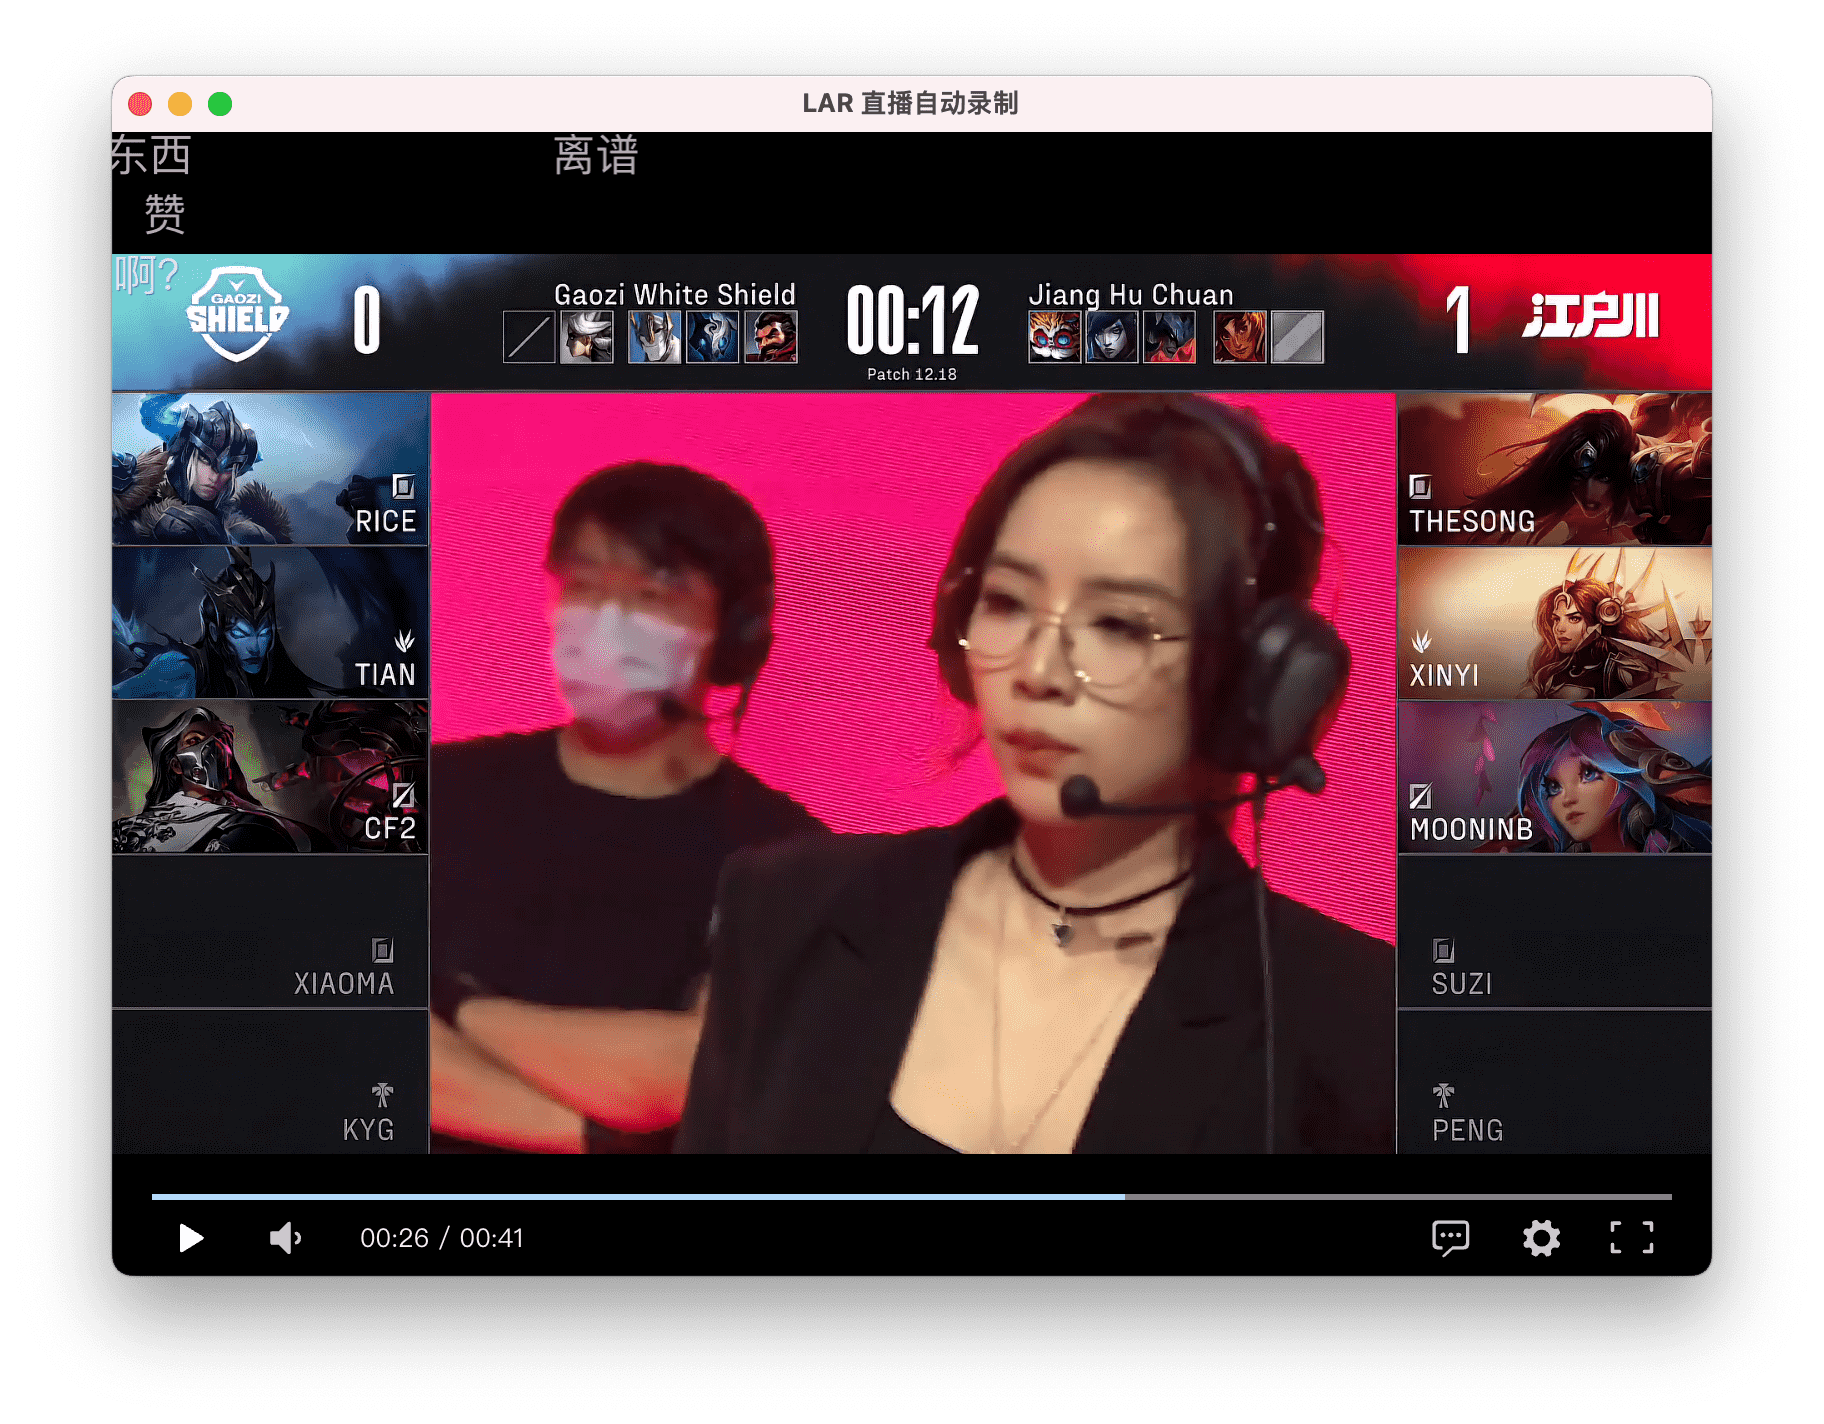 LAR 直播自动录制
东西
离谱
赞
啊?
GAOZI
SHIELD
0
Gaozi White Shield
00:12
Patch 12.18
Jiang Hu Chuan
1
江户川
RICE
TIAN
CF2
XIAOMA
KYG
THESONG
XINYI
MOONINB
SUZI
PENG
00:26 / 00:41